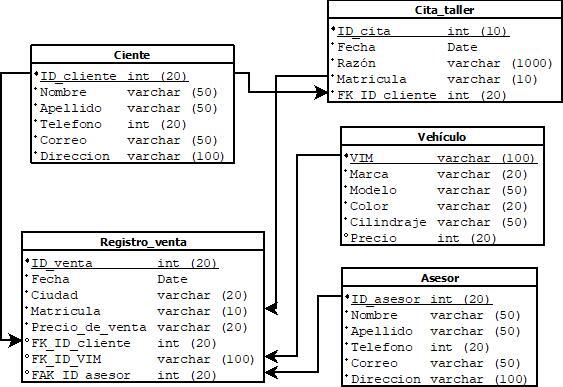 Ciente
ID_cliente int (20)
Nombre varchar (50)
Apellido varchar (50)
Telefono int (20)
Correo varchar (50)
Direccion varchar (100)
Cita_taller
ID_cita int (10)
Fecha Date
Razón varchar (1000)
Matricula varchar (10)
FK_ID_cliente int (20)
Vehículo
VIM varchar (100)
Marca varchar (20)
Modelo varchar (50)
Color varchar (20)
Cilindraje varchar (50)
Precio int (20)
Registro_venta
ID_venta int (20)
Fecha Date
Ciudad varchar (20)
Matricula varchar (10)
Precio_de_venta varchar (20)
FK_ID_cliente int (20)
FK_ID_VIM varchar (100)
FAK_ID_asesor int (20)
Asesor
ID_asesor int (20)
Nombre varchar (50)
Apellido varchar (50)
Telefono int (20)
Correo varchar (50)
Direccion varchar (100)